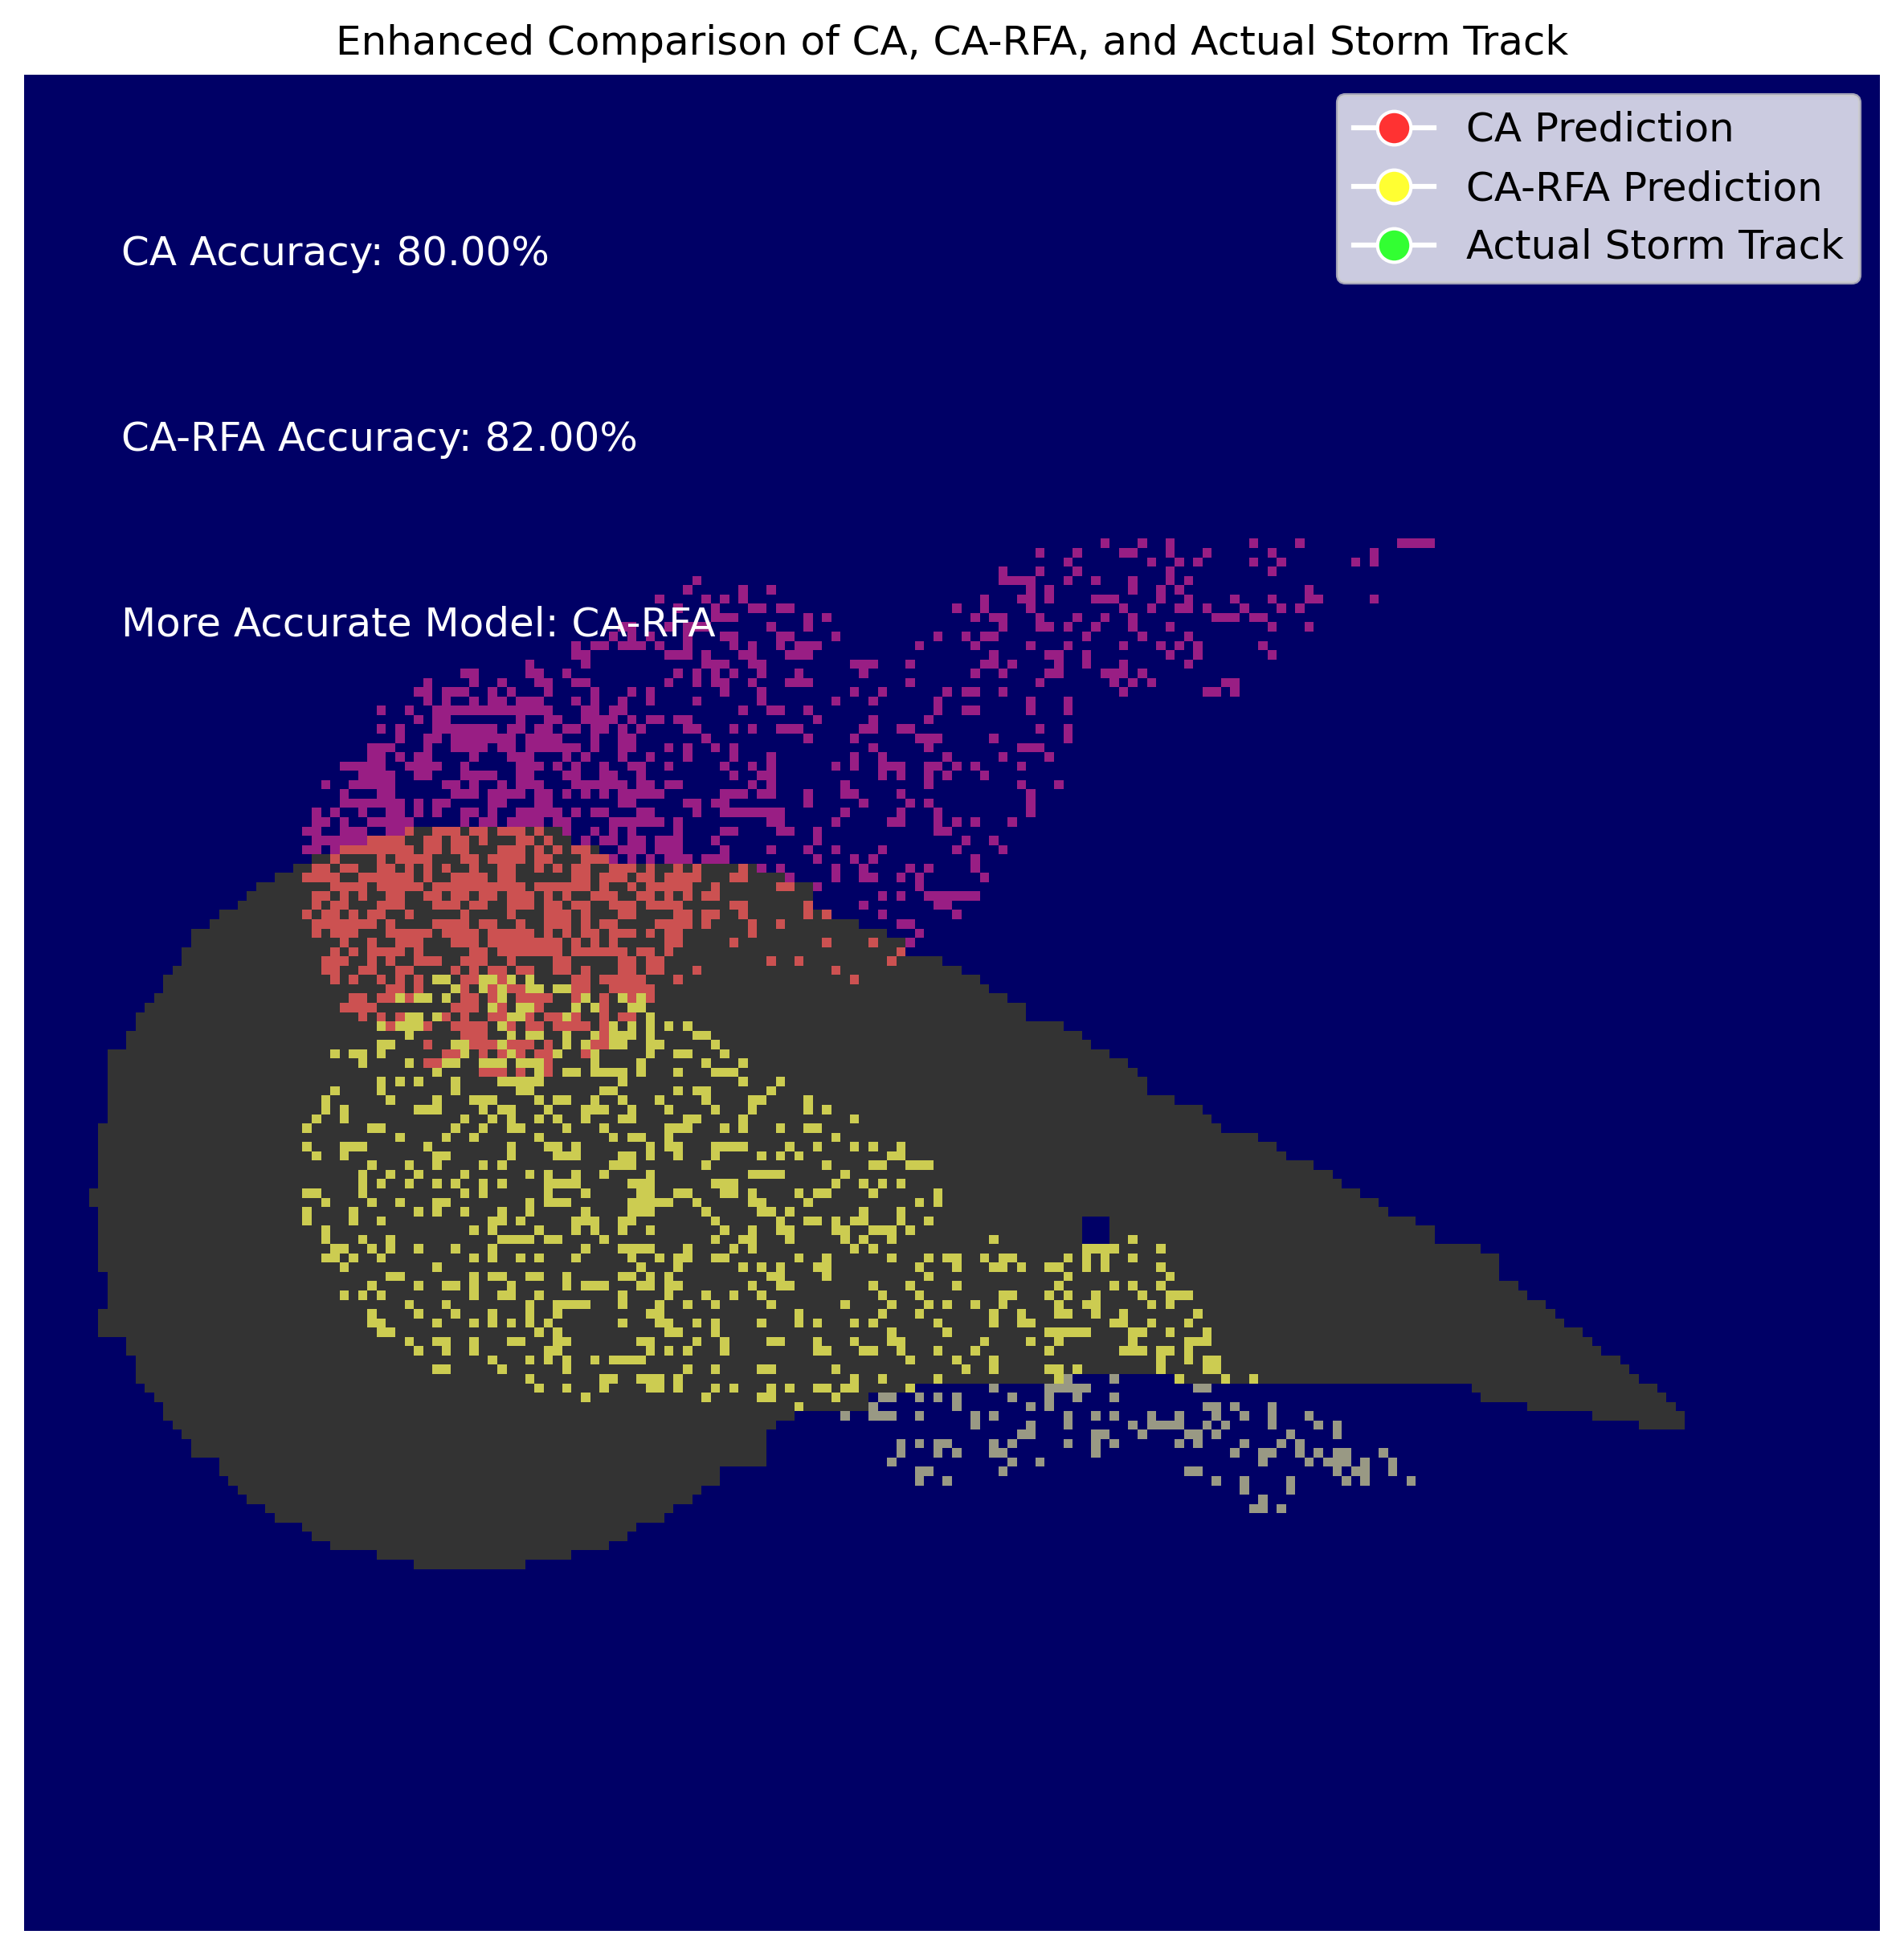 Enhanced Comparison of CA, CA-RFA, and Actual Storm Track
CA Prediction
CA-RFA Prediction
Actual Storm Track
CA Accuracy: 80.00%
CA-RFA Accuracy: 82.00%
More Accurate Model: CA-RFA